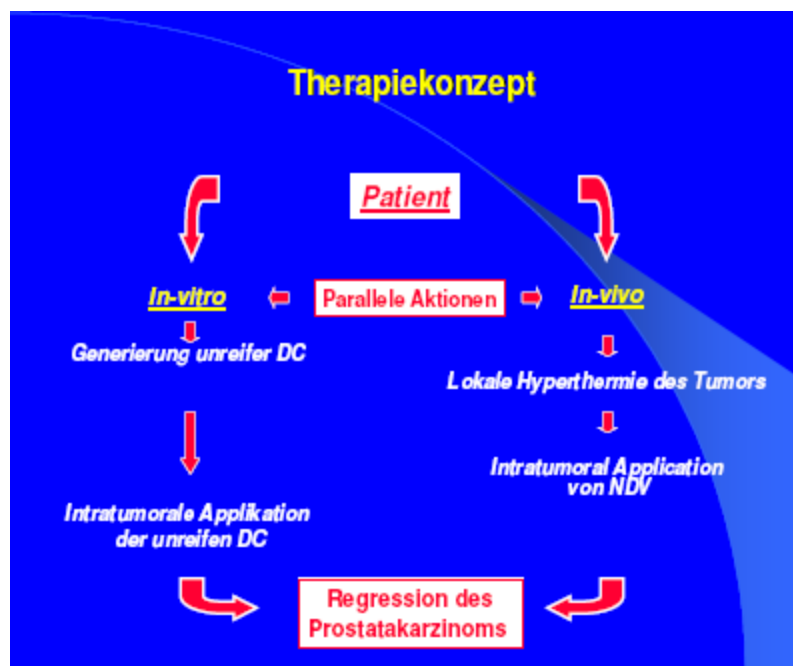 Therapiekonzept
Patient
In-vitro
Parallele Aktionen
In-vivo
Generierung unreifer DC
Lokale Hyperthermie des Tumors
Intratumoral Application
von NDV
Intratumorale Applikation
der unreifen DC
Regression des
Prostatakarzinoms